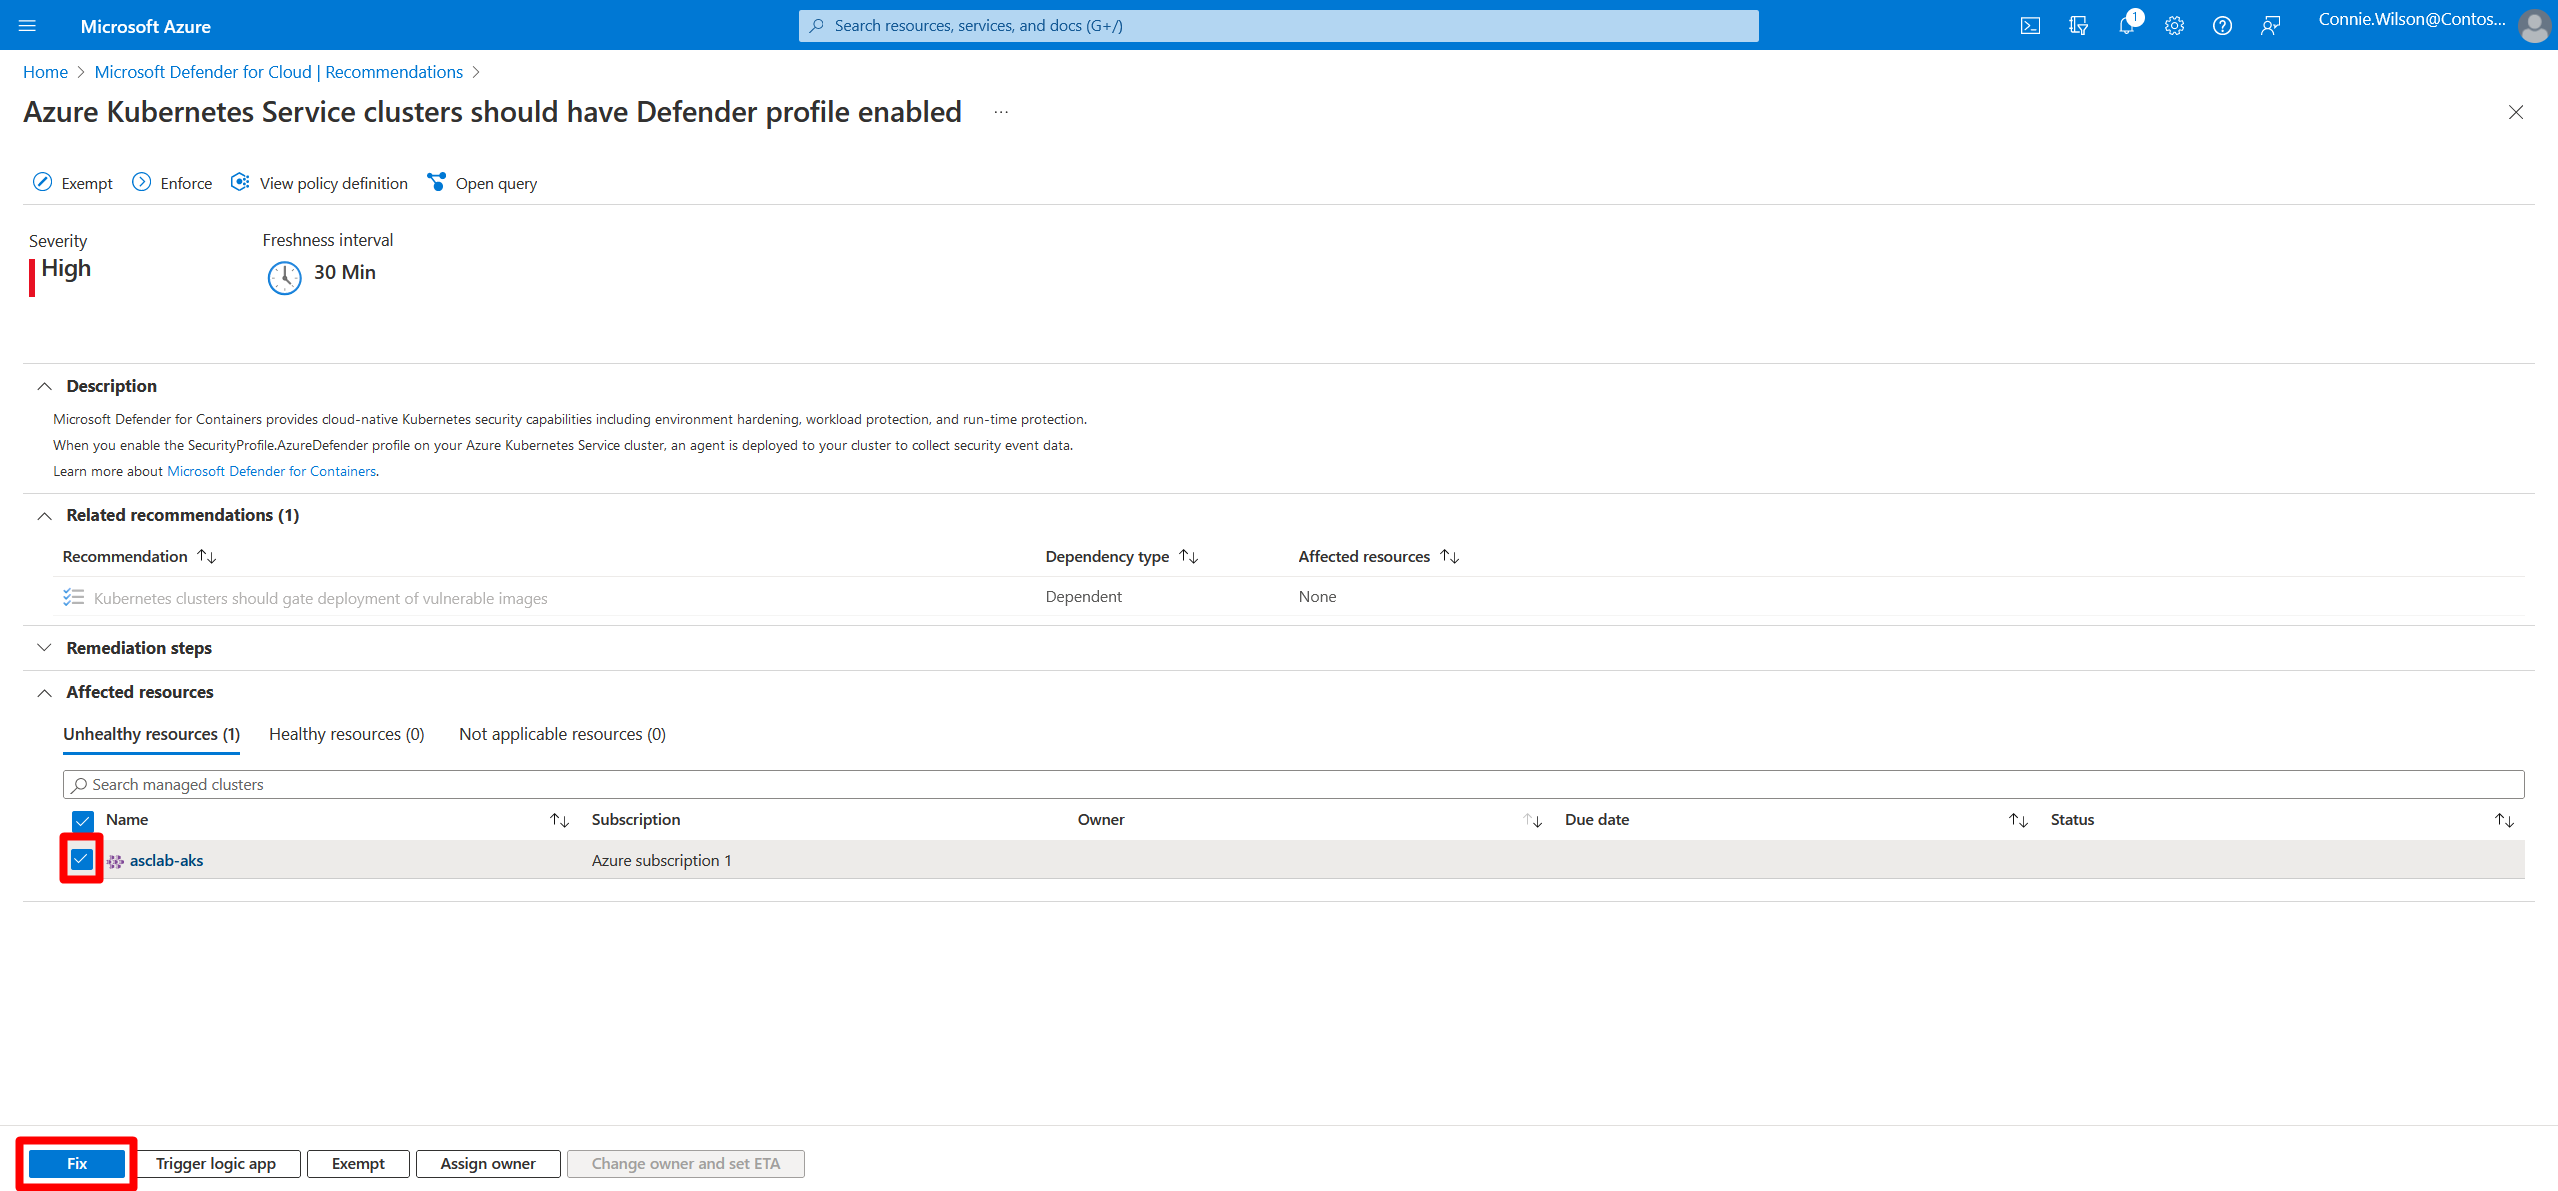 Microsoft Azure
Search resources, services, and docs (G+/)
1
Connie.Wilson@Contos...
Home > Microsoft Defender for Cloud | Recommendations >
Azure Kubernetes Service clusters should have Defender profile enabled ...
Exempt Enforce View policy definition Open query
Severity Freshness interval
High 30 Min
Description
Microsoft Defender for Containers provides cloud-native Kubernetes security capabilities including environment hardening, workload protection, and run-time protection.
When you enable the SecurityProfile.AzureDefender profile on your Azure Kubernetes Service cluster, an agent is deployed to your cluster to collect security event data.
Learn more about Microsoft Defender for Containers.
Related recommendations (1)
Recommendation Dependency type Affected resources
Kubernetes clusters should gate deployment of vulnerable images Dependent None
Remediation steps
Affected resources
Unhealthy resources (1) Healthy resources (0) Not applicable resources (0)
Search managed clusters
Name Subscription Owner Due date Status
asclab-aks Azure subscription 1
Fix Trigger logic app Exempt Assign owner Change owner and set ETA